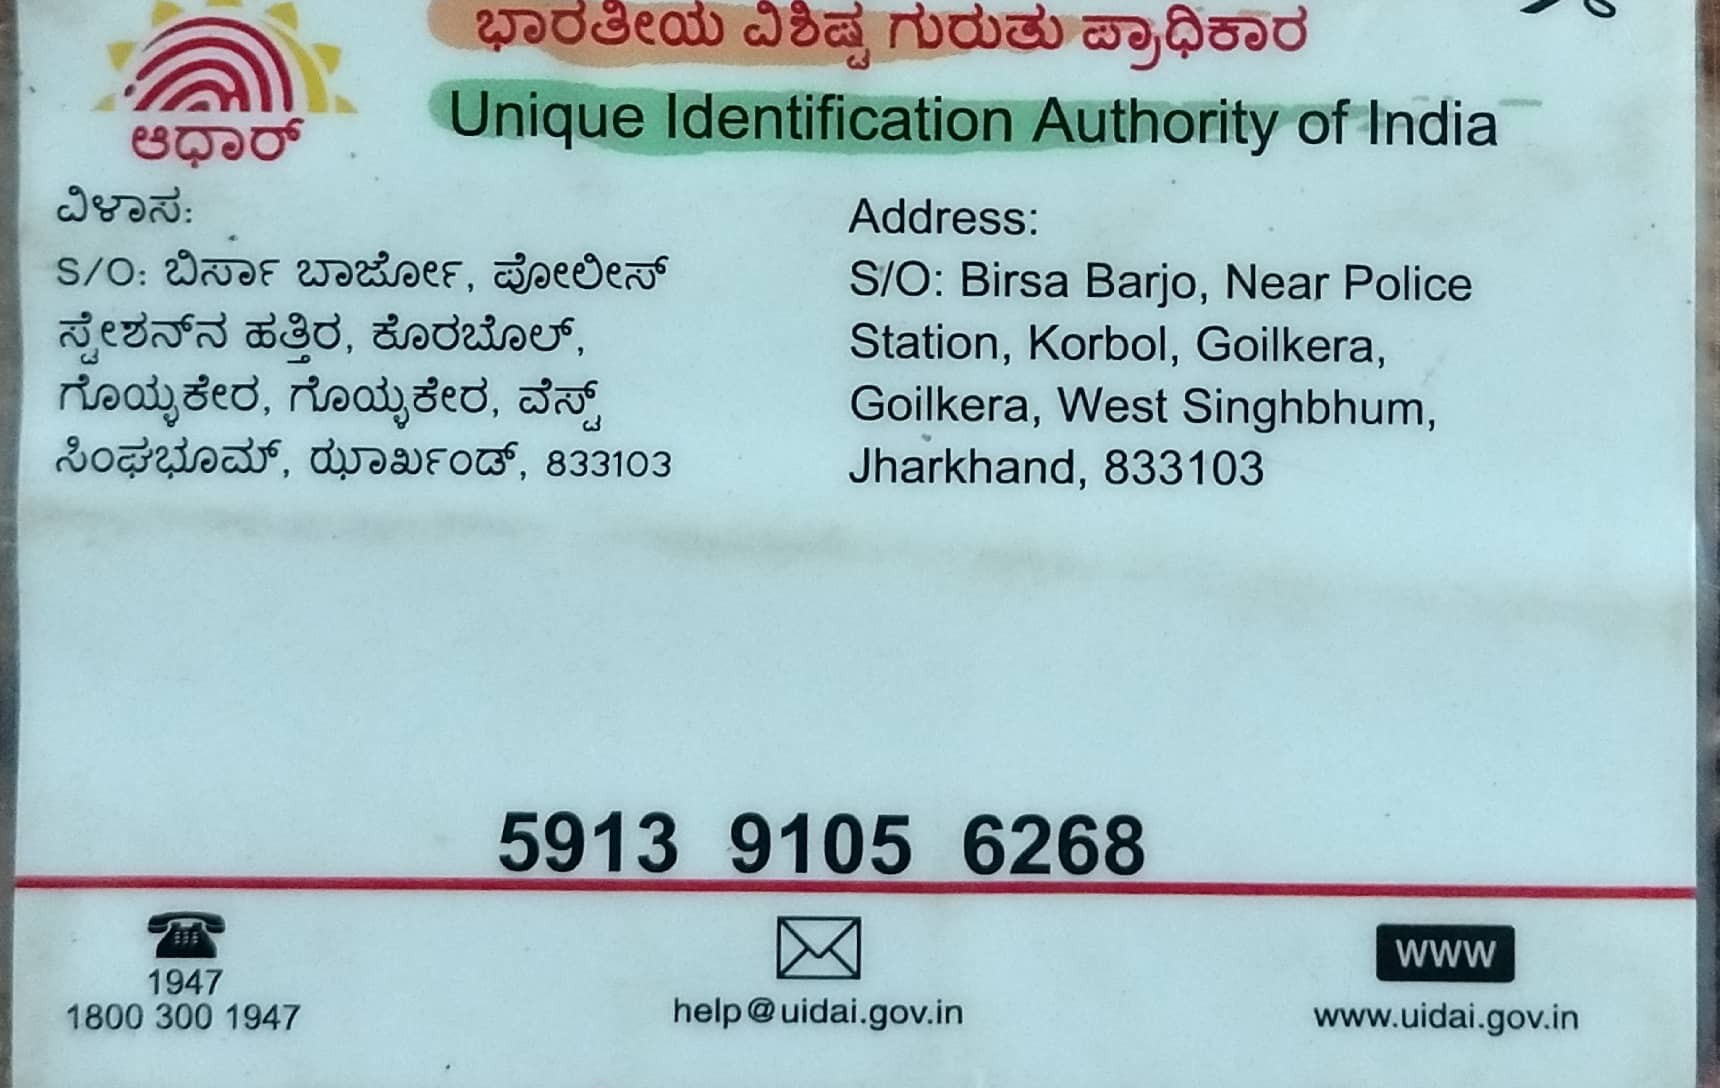 ಭಾರತೀಯ ವಿಶಿಷ್ಟ ಗುರುತು ಪ್ರಾಧಿಕಾರ
Unique Identification Authority of India
ಆಧಾರ್
ವಿಳಾಸ:
S/O: ಬಿರ್ಸಾ ಬಾರ್ಜೋ, ಪೋಲೀಸ್
ಸ್ಟೇಶನ್‌ನ ಹತ್ತಿರ, ಕೊರಬೊಲ್,
ಗೊಯ್ಳಕೇರ, ಗೊಯ್ಳಕೇರ, ವೆಸ್ಟ್
ಸಿಂಘಭೂಮ್, ಝಾರ್ಖಂಡ್, 833103
Address:
S/O: Birsa Barjo, Near Police
Station, Korbol, Goilkera,
Goilkera, West Singhbhum,
Jharkhand, 833103
5913 9105 6268
1947
1800 300 1947
help@uidai.gov.in
www
www.uidai.gov.in